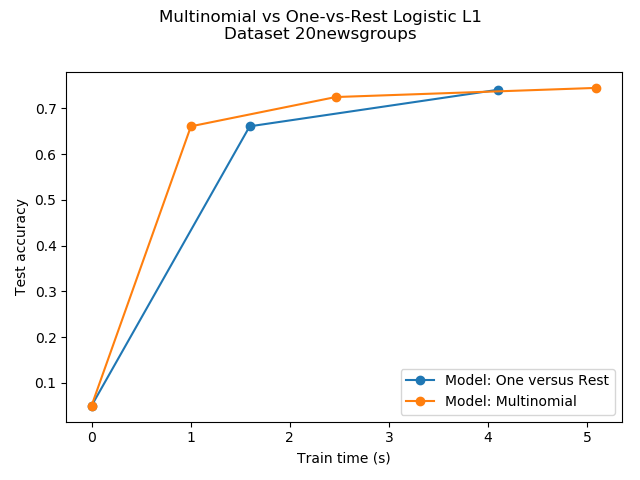 Multinomial vs One-vs-Rest Logistic L1
Dataset 20newsgroups
0.7
0.6
0.5
0.4
0.3
0.2
0.1
Test accuracy
Model: One versus Rest
Model: Multinomial
0 1 2 3 4 5
Train time (s)